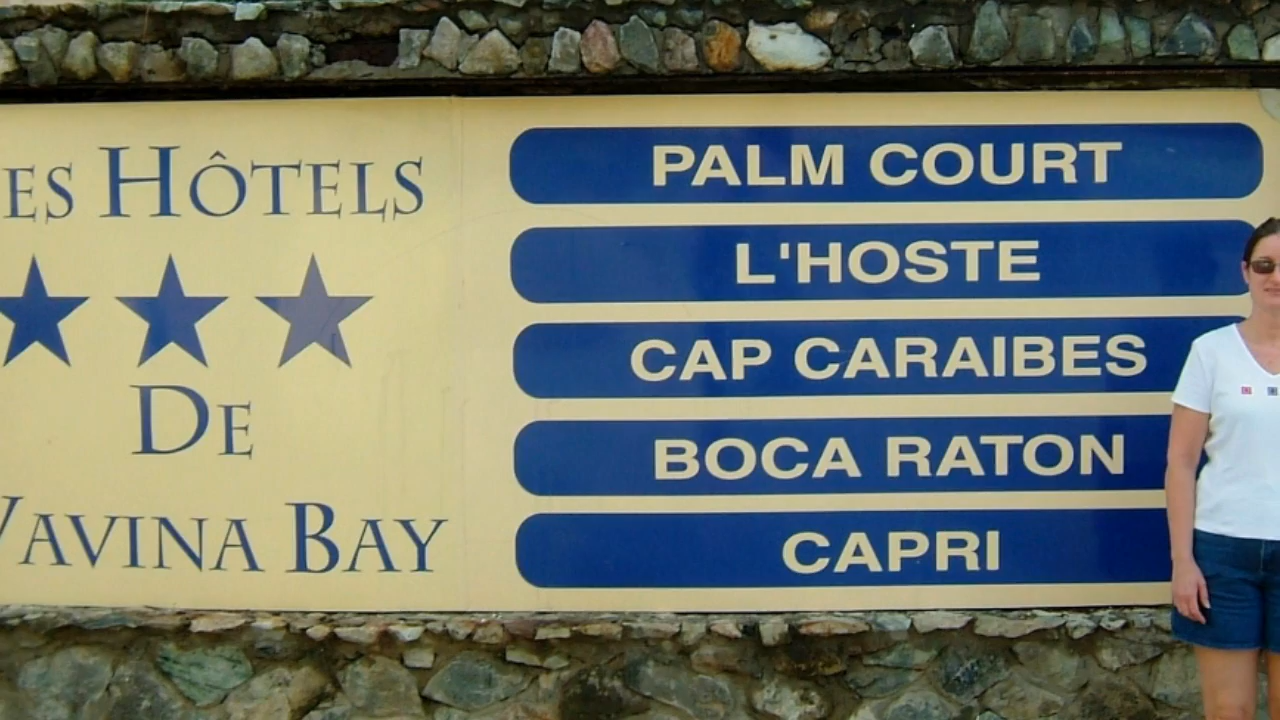 ES HÔTELS
DE
VAVINA BAY
PALM COURT
L'HOSTE
CAP CARAIBES
BOCA RATON
CAPRI